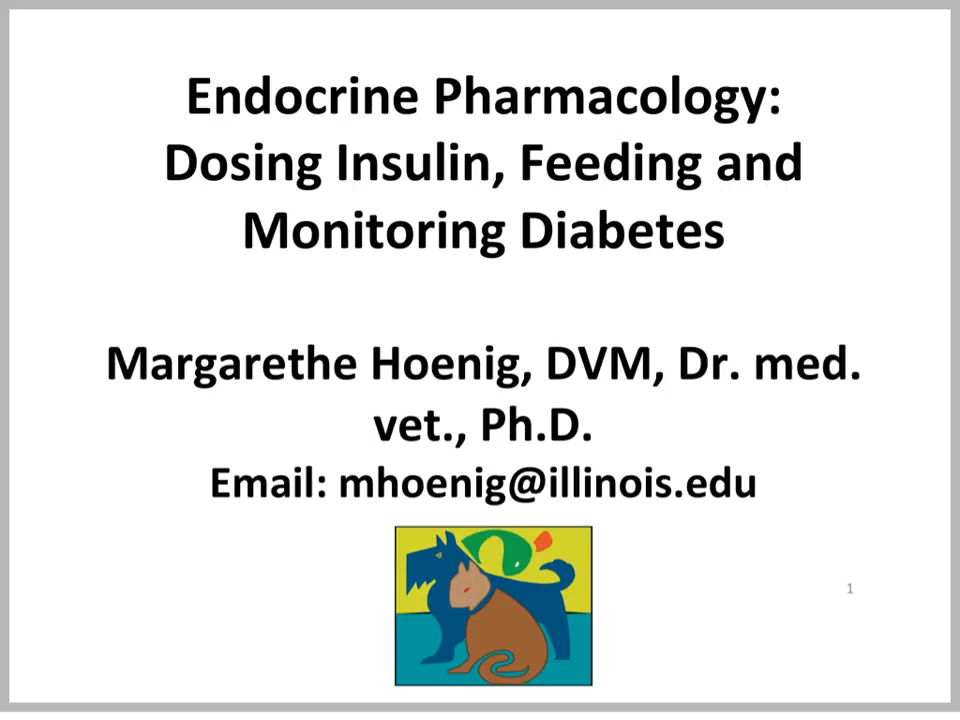 Endocrine Pharmacology:
Dosing Insulin, Feeding and
Monitoring Diabetes
Margarethe Hoenig, DVM, Dr. med.
vet., Ph.D.
Email: mhoenig@illinois.edu
1